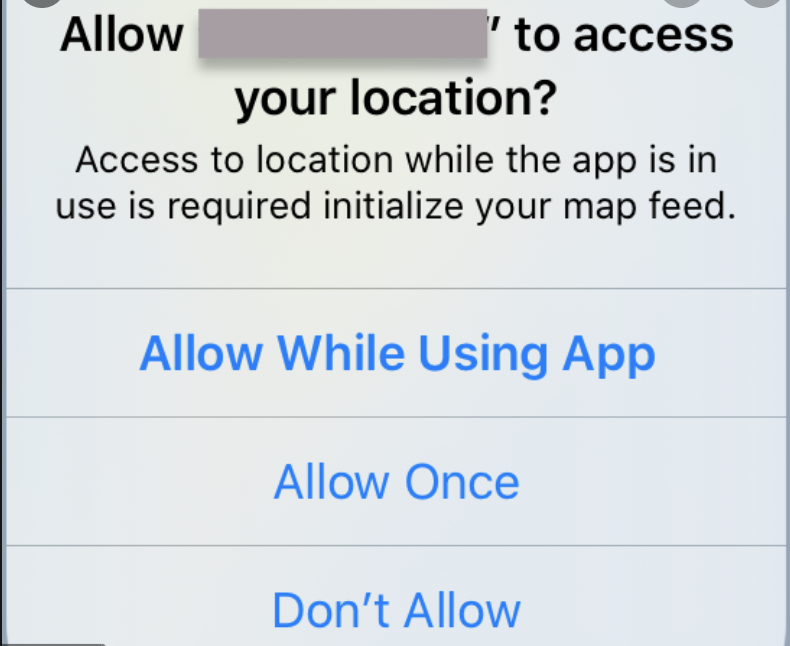 Allow ” to access
your location?
Access to location while the app is in
use is required initialize your map feed.
Allow While Using App
Allow Once
Don’t Allow